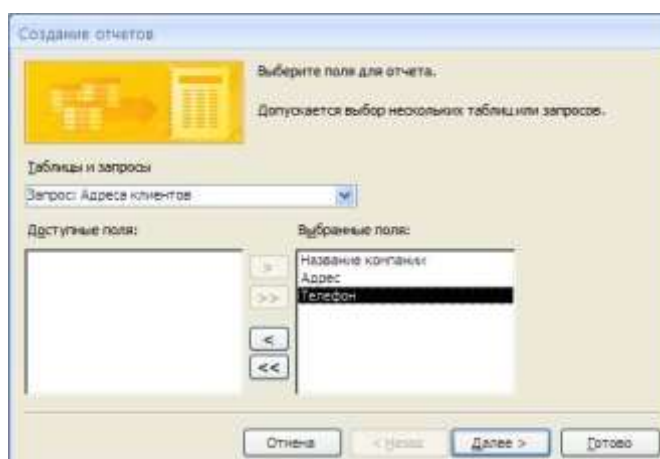 Создание отчетов
Выберите поля для отчета.
Допускается выбор нескольких таблиц или запросов.
Таблицы и запросы
Запрос: Адреса клиентов
Доступные поля:
Выбранные поля:
Название компании
Адрес
Телефон
>
>>
<
<<
Отмена
< Назад
Далее >
Готово